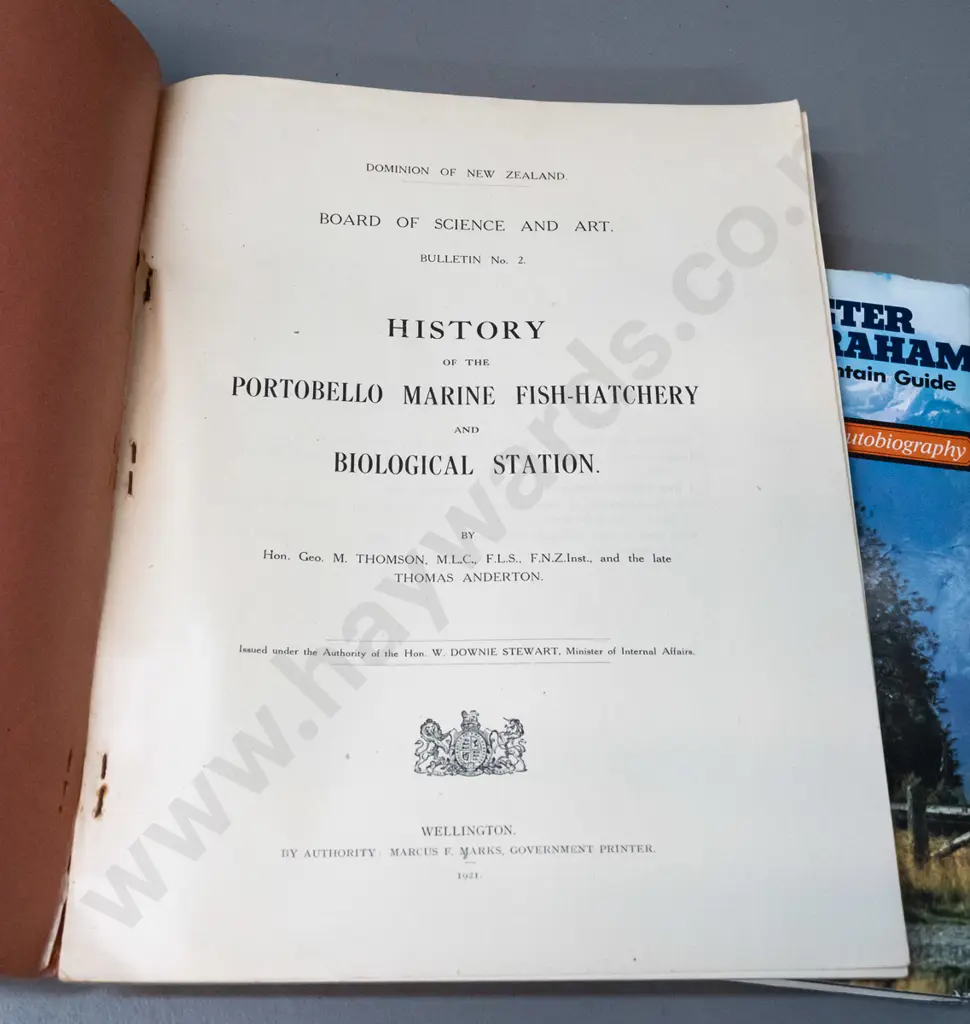 DOMINION OF NEW ZEALAND.
BOARD OF SCIENCE AND ART.
BULLETIN No. 2.
HISTORY
OF THE
PORTOBELLO MARINE FISH-HATCHERY
AND
BIOLOGICAL STATION.
BY
Hon. Geo. M. THOMSON, M.L.C., F.L.S., F.N.Z.Inst., and the late
THOMAS ANDERTON.
Issued under the Authority of the Hon. W. DOWNIE STEWART, Minister of Internal Affairs.
WELLINGTON.
BY AUTHORITY: MARCUS F. MARKS, GOVERNMENT PRINTER.
1921.
TER
RAHAM
ntain Guide
utobiography
www.haywards.co.n